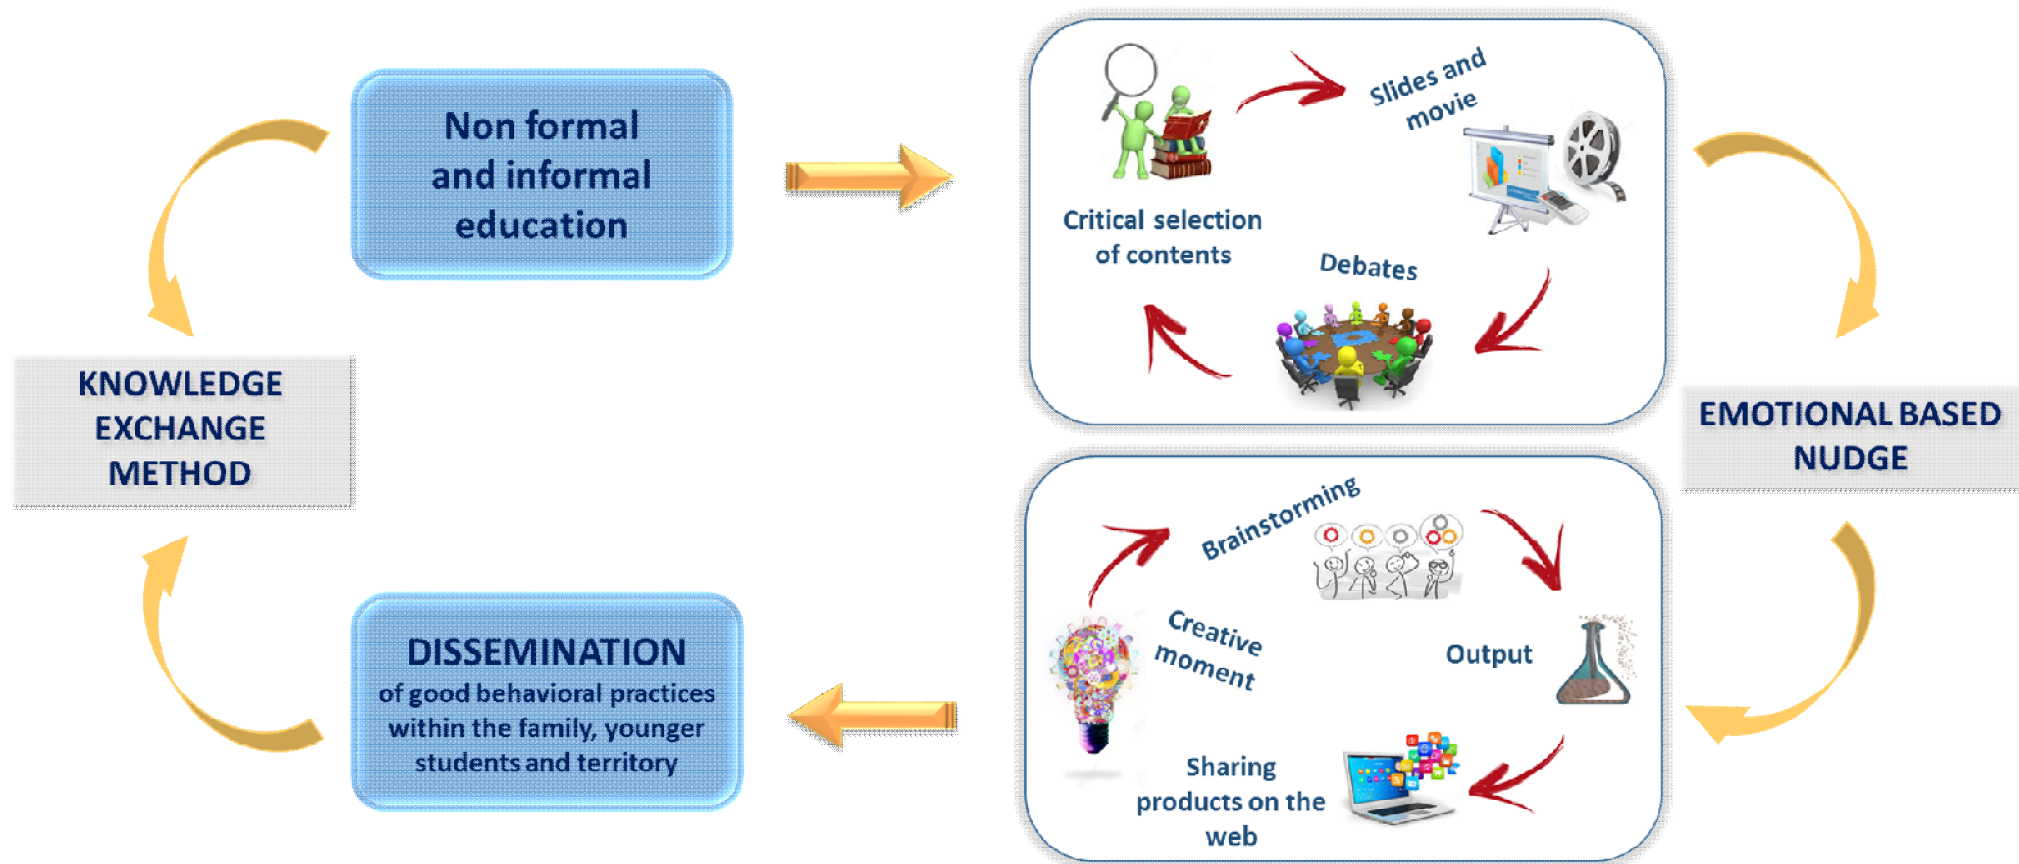 Non formal
and informal
education
Critical selection
of contents
Slides and
movie
Debates
KNOWLEDGE
EXCHANGE
METHOD
EMOTIONAL BASED
NUDGE
Brainstorming
Creative
moment
Output
Sharing
products on the
web
DISSEMINATION
of good behavioral practices
within the family, younger
students and territory